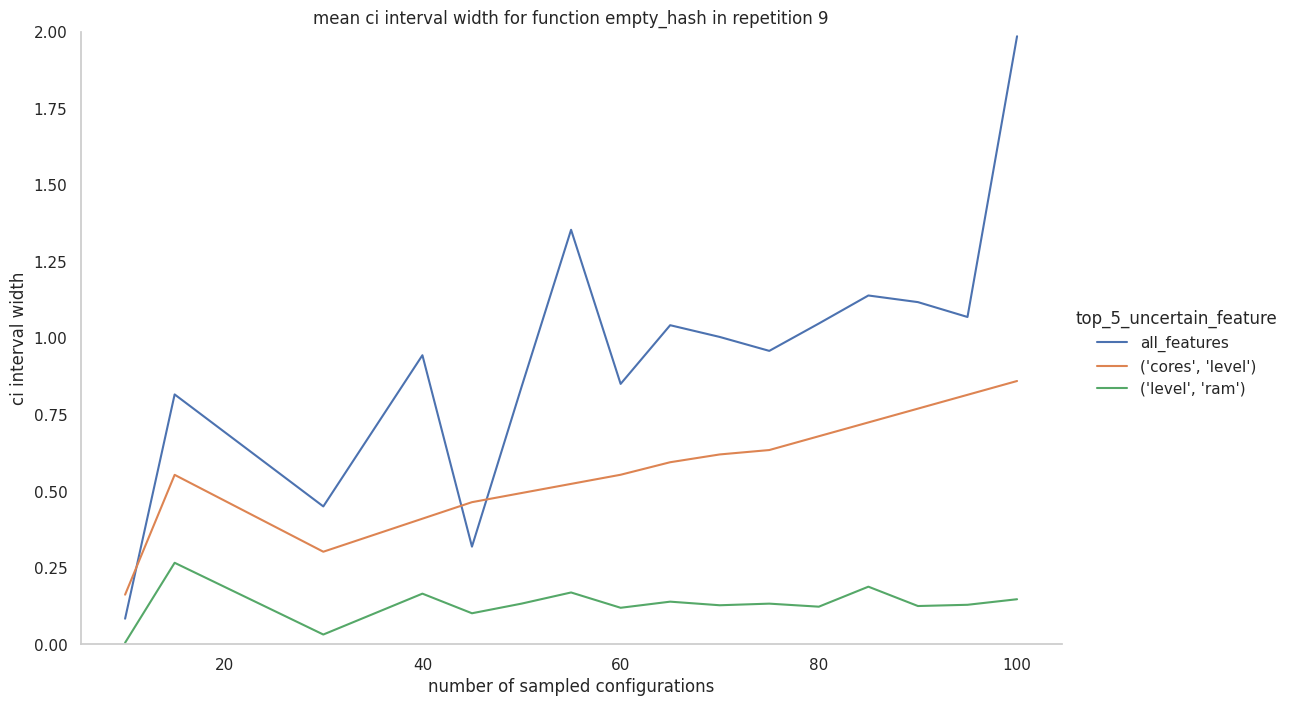 mean ci interval width for function empty_hash in repetition 9
2.00
1.75
1.50
1.25
1.00
0.75
0.50
0.25
0.00
ci interval width
20
40
60
80
100
number of sampled configurations
top_5_uncertain_feature
all_features
('cores', 'level')
('level', 'ram')